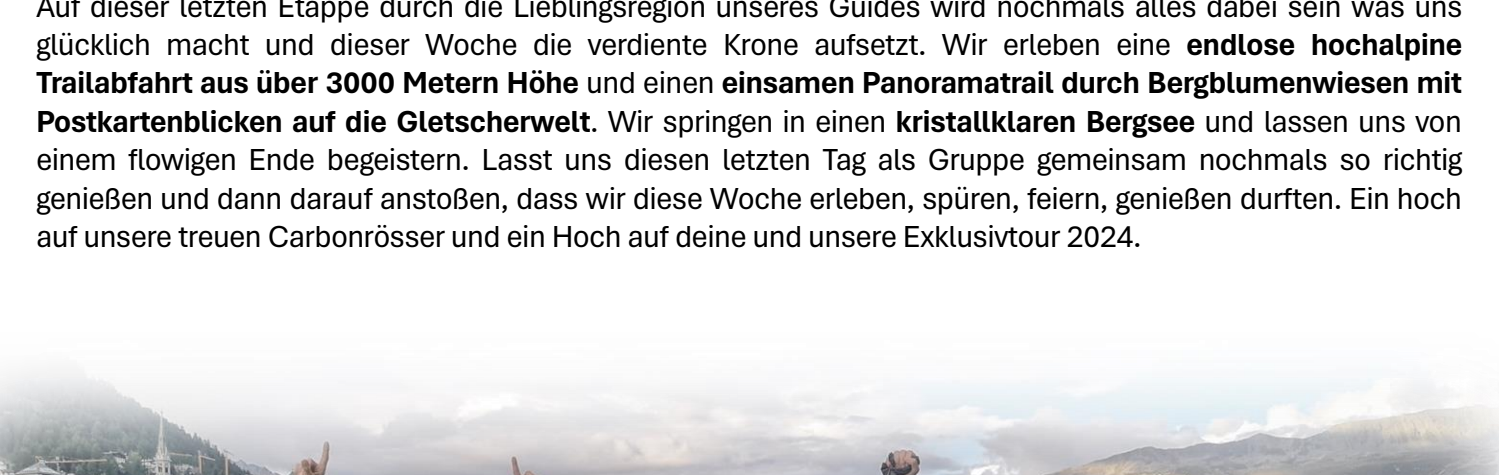 Auf dieser letzten Etappe durch die Lieblingsregion unseres Guides wird nochmals alles dabei sein was uns
glücklich macht und dieser Woche die verdiente Krone aufsetzt. Wir erleben eine endlose hochalpine
Trailabfahrt aus über 3000 Metern Höhe und einen einsamen Panoramatrail durch Bergblumenwiesen mit
Postkartenblicken auf die Gletscherwelt. Wir springen in einen kristallklaren Bergsee und lassen uns von
einem flowigen Ende begeistern. Lasst uns diesen letzten Tag als Gruppe gemeinsam nochmals so richtig
genießen und dann darauf anstoßen, dass wir diese Woche erleben, spüren, feiern, genießen durften. Ein hoch
auf unsere treuen Carbonrösser und ein Hoch auf deine und unsere Exklusivtour 2024.